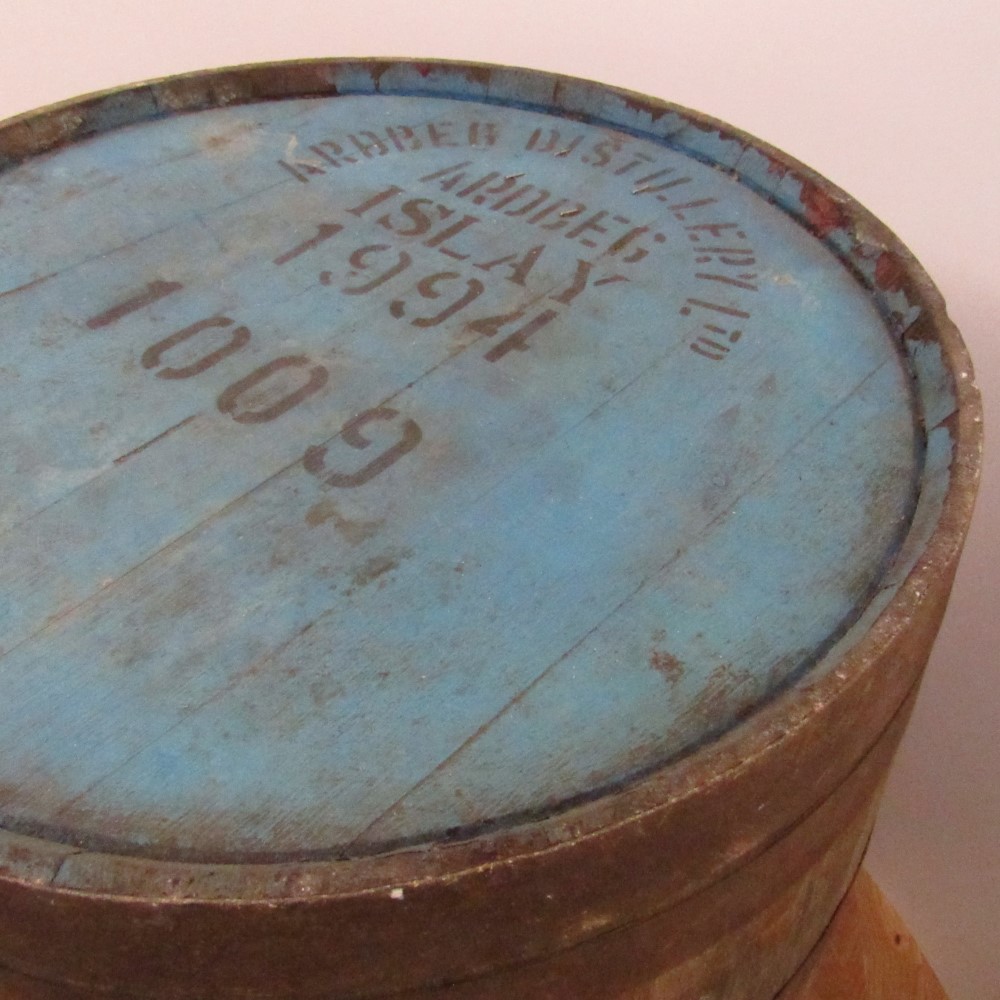 ARDBEG DISTILLERY LTD
ARDBEG
ISLAY
1994
1009